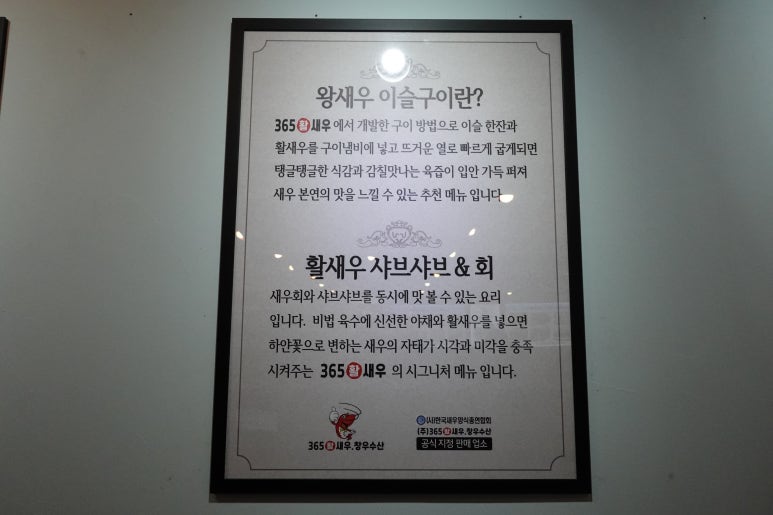 왕새우 이슬구이란?
365활새우 에서 개발한 구이 방법으로 이슬 한잔과
활새우를 구이냄비에 넣고 뜨거운 열로 빠르게 굽게되면
탱글탱글한 식감과 감칠맛나는 육즙이 입안 가득 퍼져
새우 본연의 맛을 느낄 수 있는 추천 메뉴 입니다.
활새우 샤브샤브 & 회
새우회와 샤브샤브를 동시에 맛 볼 수 있는 요리
입니다. 비법 육수에 신선한 야채와 활새우를 넣으면
하얀꽃으로 변하는 새우의 자태가 시각과 미각을 충족
시켜주는 365활새우 의 시그니처 메뉴 입니다.
365활새우.창우수산
(사)한국새우양식총연합회
(주)365활새우.창우수산
공식 지정 판매 업소